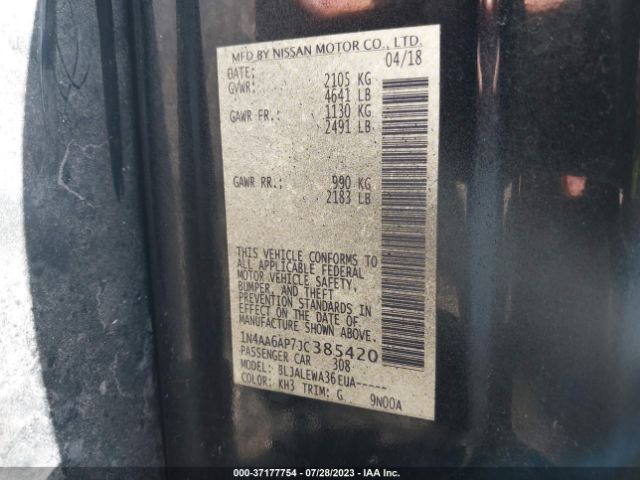 MFD BY NISSAN MOTOR CO., LTD.
DATE: 04/18
GVWR: 2105 KG
4641 LB
GAWR FR.: 1130 KG
2491 LB
GAWR RR.: 990 KG
2183 LB
THIS VEHICLE CONFORMS TO
ALL APPLICABLE FEDERAL
MOTOR VEHICLE SAFETY,
BUMPER, AND THEFT
PREVENTION STANDARDS IN
EFFECT ON THE DATE OF
MANUFACTURE SHOWN ABOVE.
1N4AA6AP7JC385420
PASSENGER CAR 308
MODEL: BLJALEWA36EUA-----
COLOR: KH3 TRIM: G 9N00A
000-37177754 / 07/28/2023 / IAA Inc.